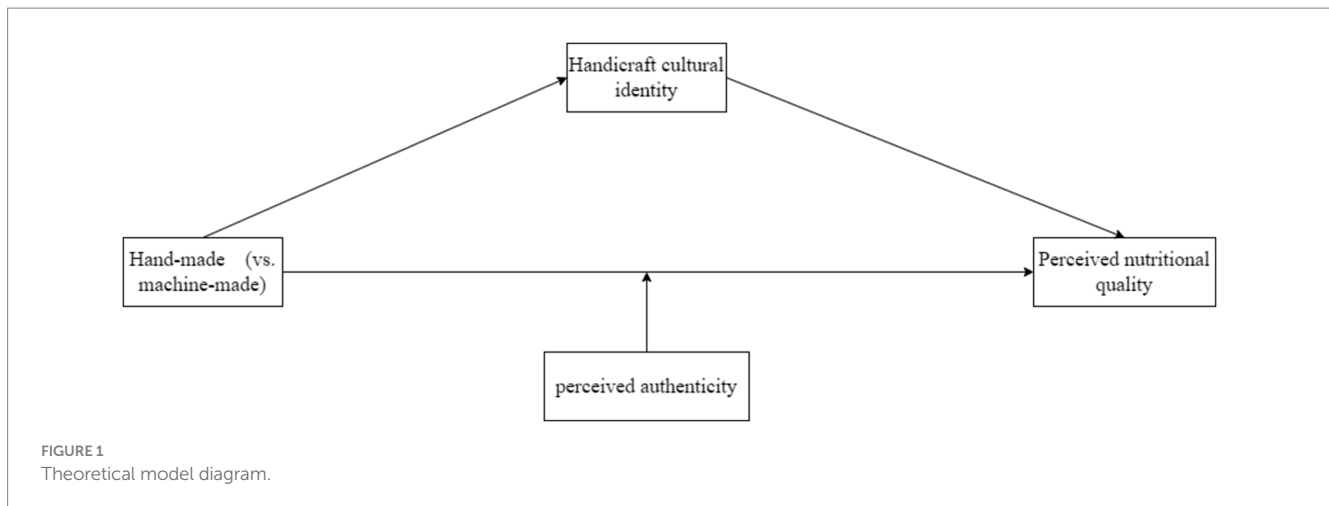 Handicraft cultural
identity
Hand-made (vs.
machine-made)
Perceived nutritional
quality
perceived authenticity
FIGURE 1
Theoretical model diagram.